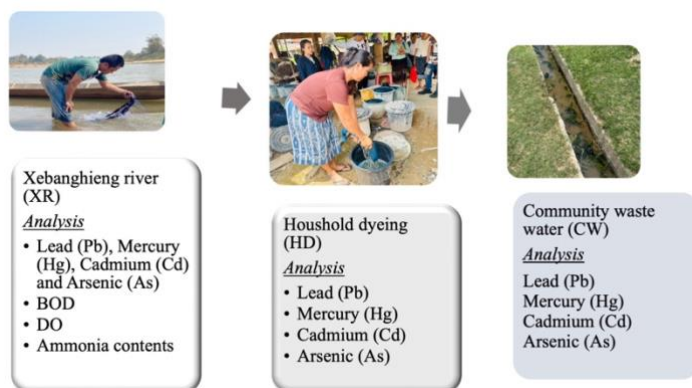 Xebanghieng river
(XR)
Analysis
• Lead (Pb), Mercury
(Hg), Cadmium (Cd)
and Arsenic (As)
• BOD
• DO
• Ammonia contents
Houshold dyeing
(HD)
Analysis
• Lead (Pb)
• Mercury (Hg)
• Cadmium (Cd)
• Arsenic (As)
Community waste
water (CW)
Analysis
Lead (Pb)
Mercury (Hg)
Cadmium (Cd)
Arsenic (As)